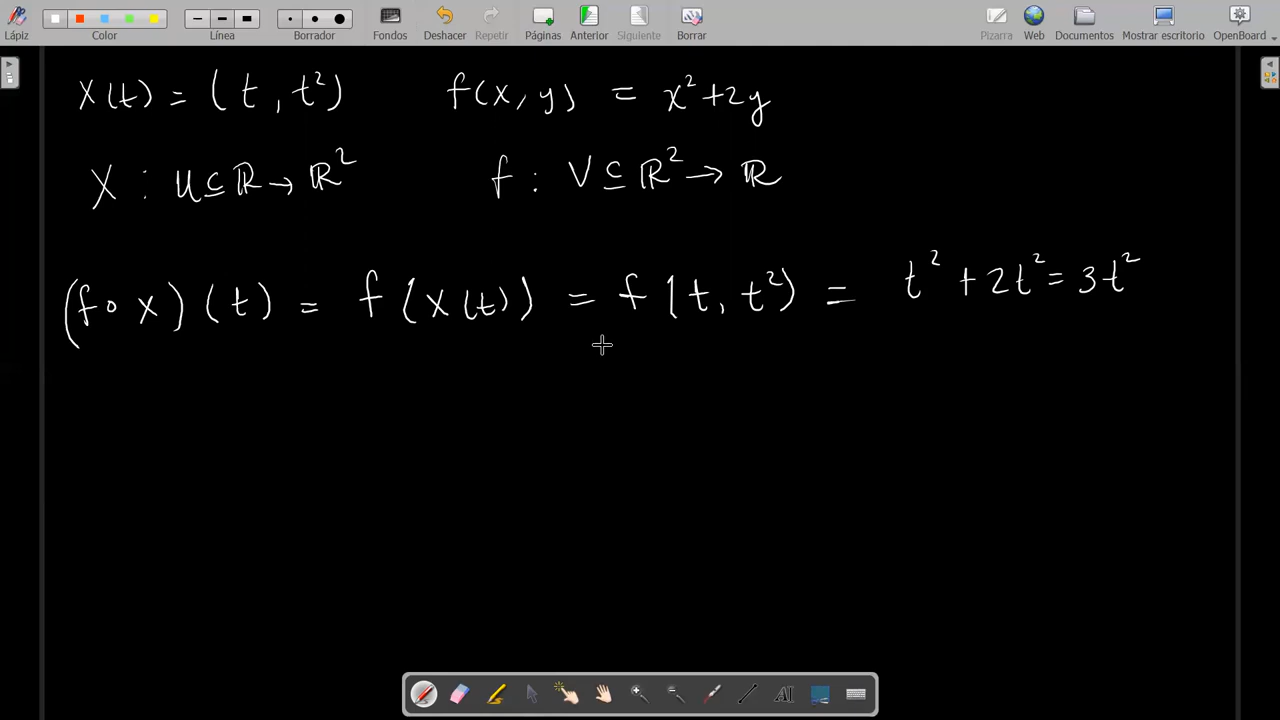 Lápiz Color Línea Borrador Fondos Deshacer Repetir Páginas Anterior Siguiente Borrar Pizarra Web Documentos Mostrar escritorio OpenBoard
X(t) = (t, t²) f(x, y) = x²+2y
X : U⊆ℝ→ℝ² f : V⊆ℝ²→ℝ
(f∘X)(t) = f(X(t)) = f(t, t²) = t²+2t²=3t²
AI